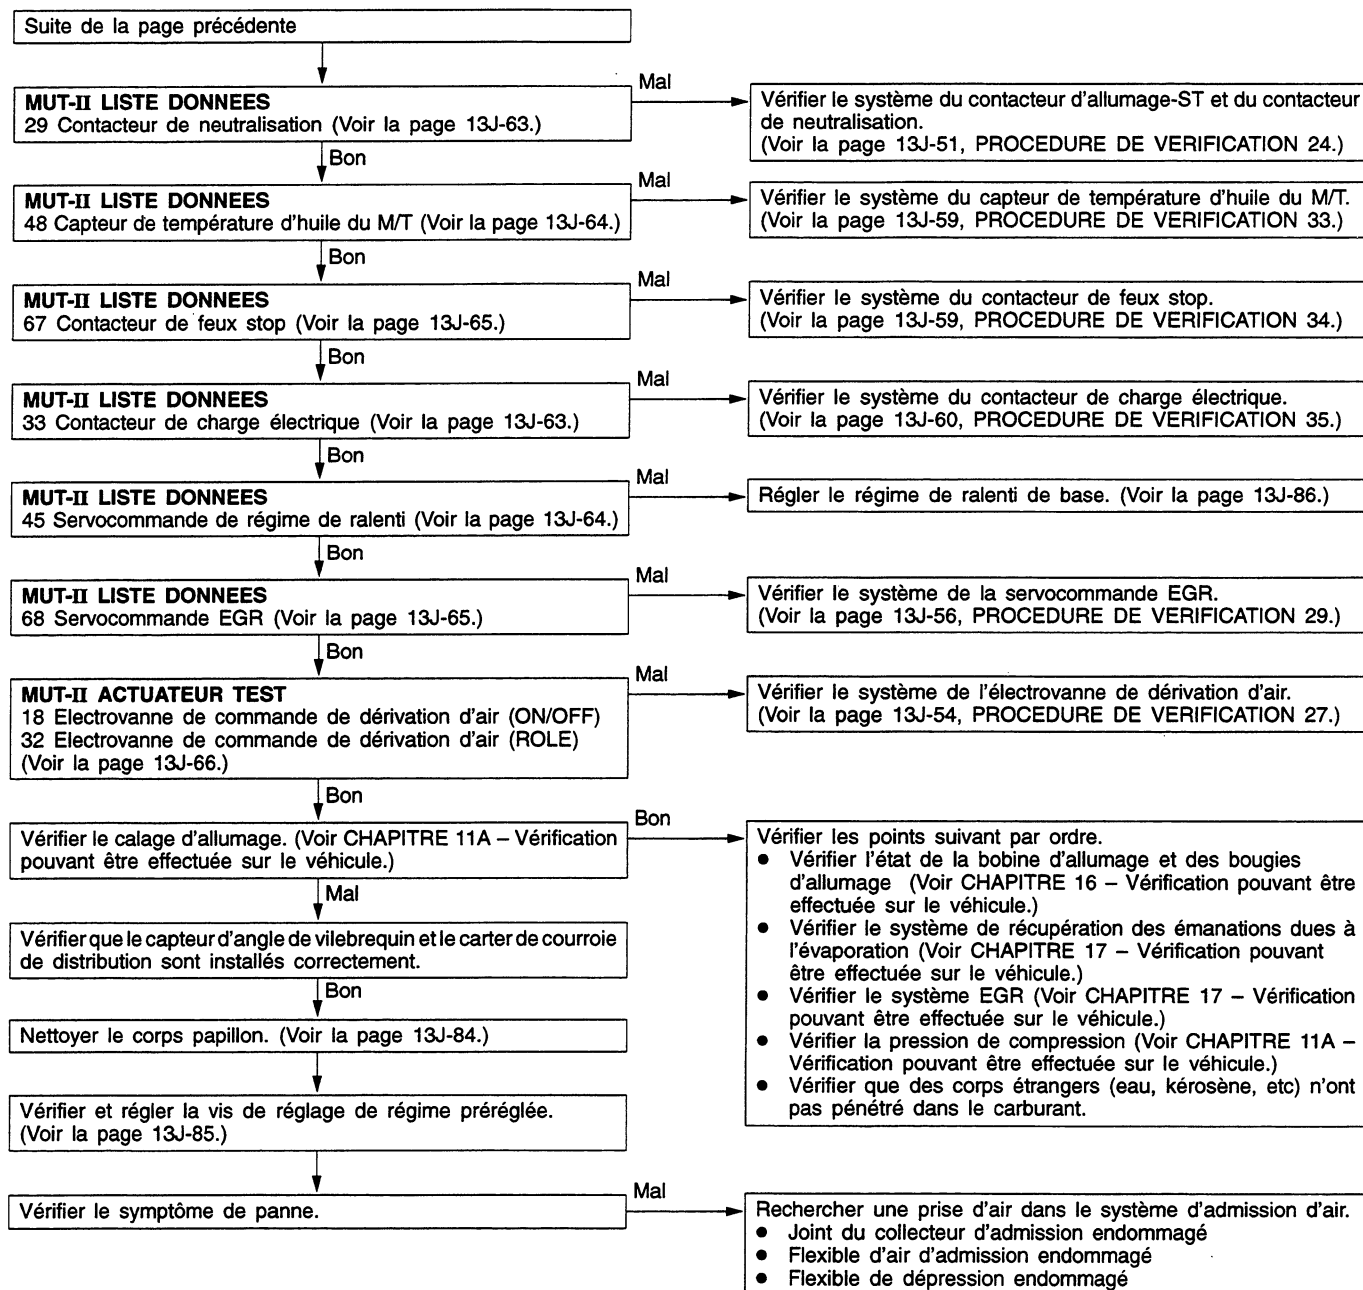 Suite de la page précédente
MUT-II LISTE DONNEES
29 Contacteur de neutralisation (Voir la page 13J-63.)
Mal
Vérifier le système du contacteur d'allumage-ST et du contacteur
de neutralisation.
(Voir la page 13J-51, PROCEDURE DE VERIFICATION 24.)
Bon
MUT-II LISTE DONNEES
48 Capteur de température d'huile du M/T (Voir la page 13J-64.)
Mal
Vérifier le système du capteur de température d'huile du M/T.
(Voir la page 13J-59, PROCEDURE DE VERIFICATION 33.)
Bon
MUT-II LISTE DONNEES
67 Contacteur de feux stop (Voir la page 13J-65.)
Mal
Vérifier le système du contacteur de feux stop.
(Voir la page 13J-59, PROCEDURE DE VERIFICATION 34.)
Bon
MUT-II LISTE DONNEES
33 Contacteur de charge électrique (Voir la page 13J-63.)
Mal
Vérifier le système du contacteur de charge électrique.
(Voir la page 13J-60, PROCEDURE DE VERIFICATION 35.)
Bon
MUT-II LISTE DONNEES
45 Servocommande de régime de ralenti (Voir la page 13J-64.)
Mal
Régler le régime de ralenti de base. (Voir la page 13J-86.)
Bon
MUT-II LISTE DONNEES
68 Servocommande EGR (Voir la page 13J-65.)
Mal
Vérifier le système de la servocommande EGR.
(Voir la page 13J-56, PROCEDURE DE VERIFICATION 29.)
Bon
MUT-II ACTUATEUR TEST
18 Electrovanne de commande de dérivation d'air (ON/OFF)
32 Electrovanne de commande de dérivation d'air (ROLE)
(Voir la page 13J-66.)
Mal
Vérifier le système de l'électrovanne de dérivation d'air.
(Voir la page 13J-54, PROCEDURE DE VERIFICATION 27.)
Bon
Vérifier le calage d'allumage. (Voir CHAPITRE 11A – Vérification
pouvant être effectuée sur le véhicule.)
Bon
Vérifier les points suivant par ordre.
● Vérifier l'état de la bobine d'allumage et des bougies
d'allumage (Voir CHAPITRE 16 – Vérification pouvant être
effectuée sur le véhicule.)
● Vérifier le système de récupération des émanations dues à
l'évaporation (Voir CHAPITRE 17 – Vérification pouvant
être effectuée sur le véhicule.)
● Vérifier le système EGR (Voir CHAPITRE 17 – Vérification
pouvant être effectuée sur le véhicule.)
● Vérifier la pression de compression (Voir CHAPITRE 11A –
Vérification pouvant être effectuée sur le véhicule.)
● Vérifier que des corps étrangers (eau, kérosène, etc) n'ont
pas pénétré dans le carburant.
Mal
Vérifier que le capteur d'angle de vilebrequin et le carter de courroie
de distribution sont installés correctement.
Bon
Nettoyer le corps papillon. (Voir la page 13J-84.)
Vérifier et régler la vis de réglage de régime préréglée.
(Voir la page 13J-85.)
Vérifier le symptôme de panne.
Mal
Rechercher une prise d'air dans le système d'admission d'air.
● Joint du collecteur d'admission endommagé
● Flexible d'air d'admission endommagé
● Flexible de dépression endommagé